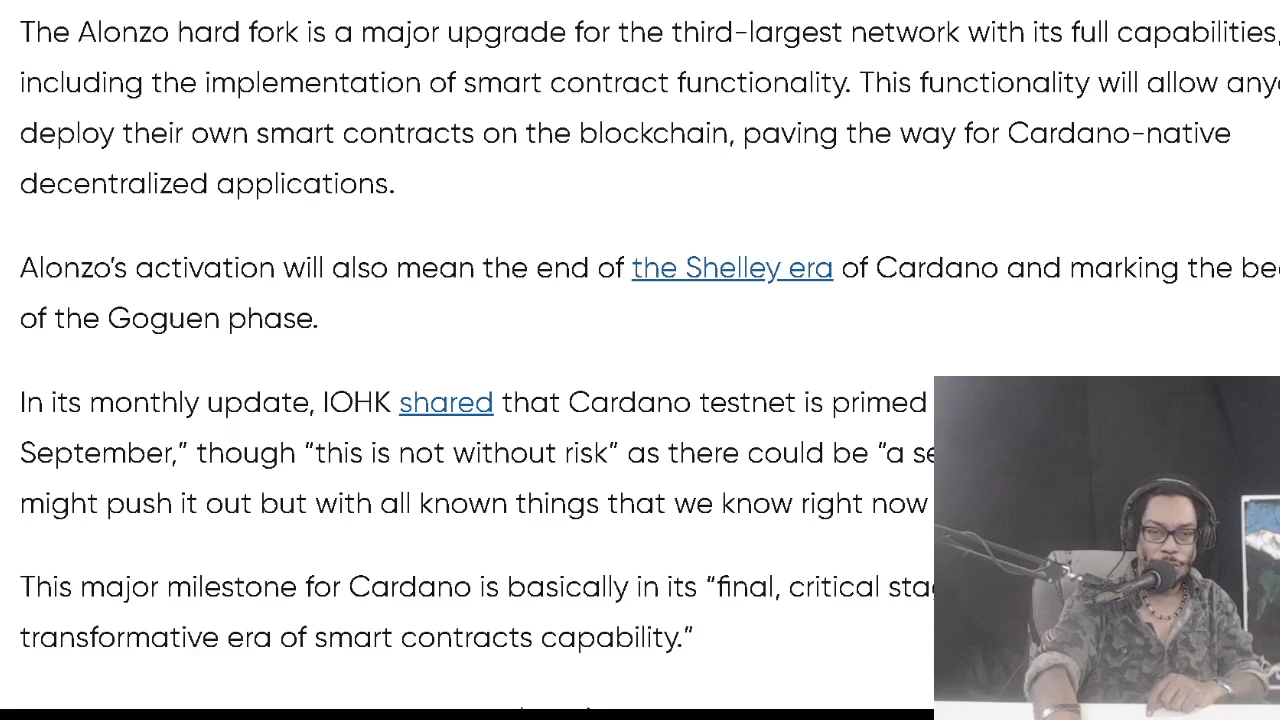 The Alonzo hard fork is a major upgrade for the third-largest network with its full capabilities,
including the implementation of smart contract functionality. This functionality will allow
deploy their own smart contracts on the blockchain, paving the way for Cardano-native
decentralized applications.
Alonzo’s activation will also mean the end of the Shelley era of Cardano and marking the
of the Goguen phase.
In its monthly update, IOHK shared that Cardano testnet is primed
September,” though “this is not without risk” as there could be “a
might push it out but with all known things that we know right now
This major milestone for Cardano is basically in its “final, critical
transformative era of smart contracts capability.”